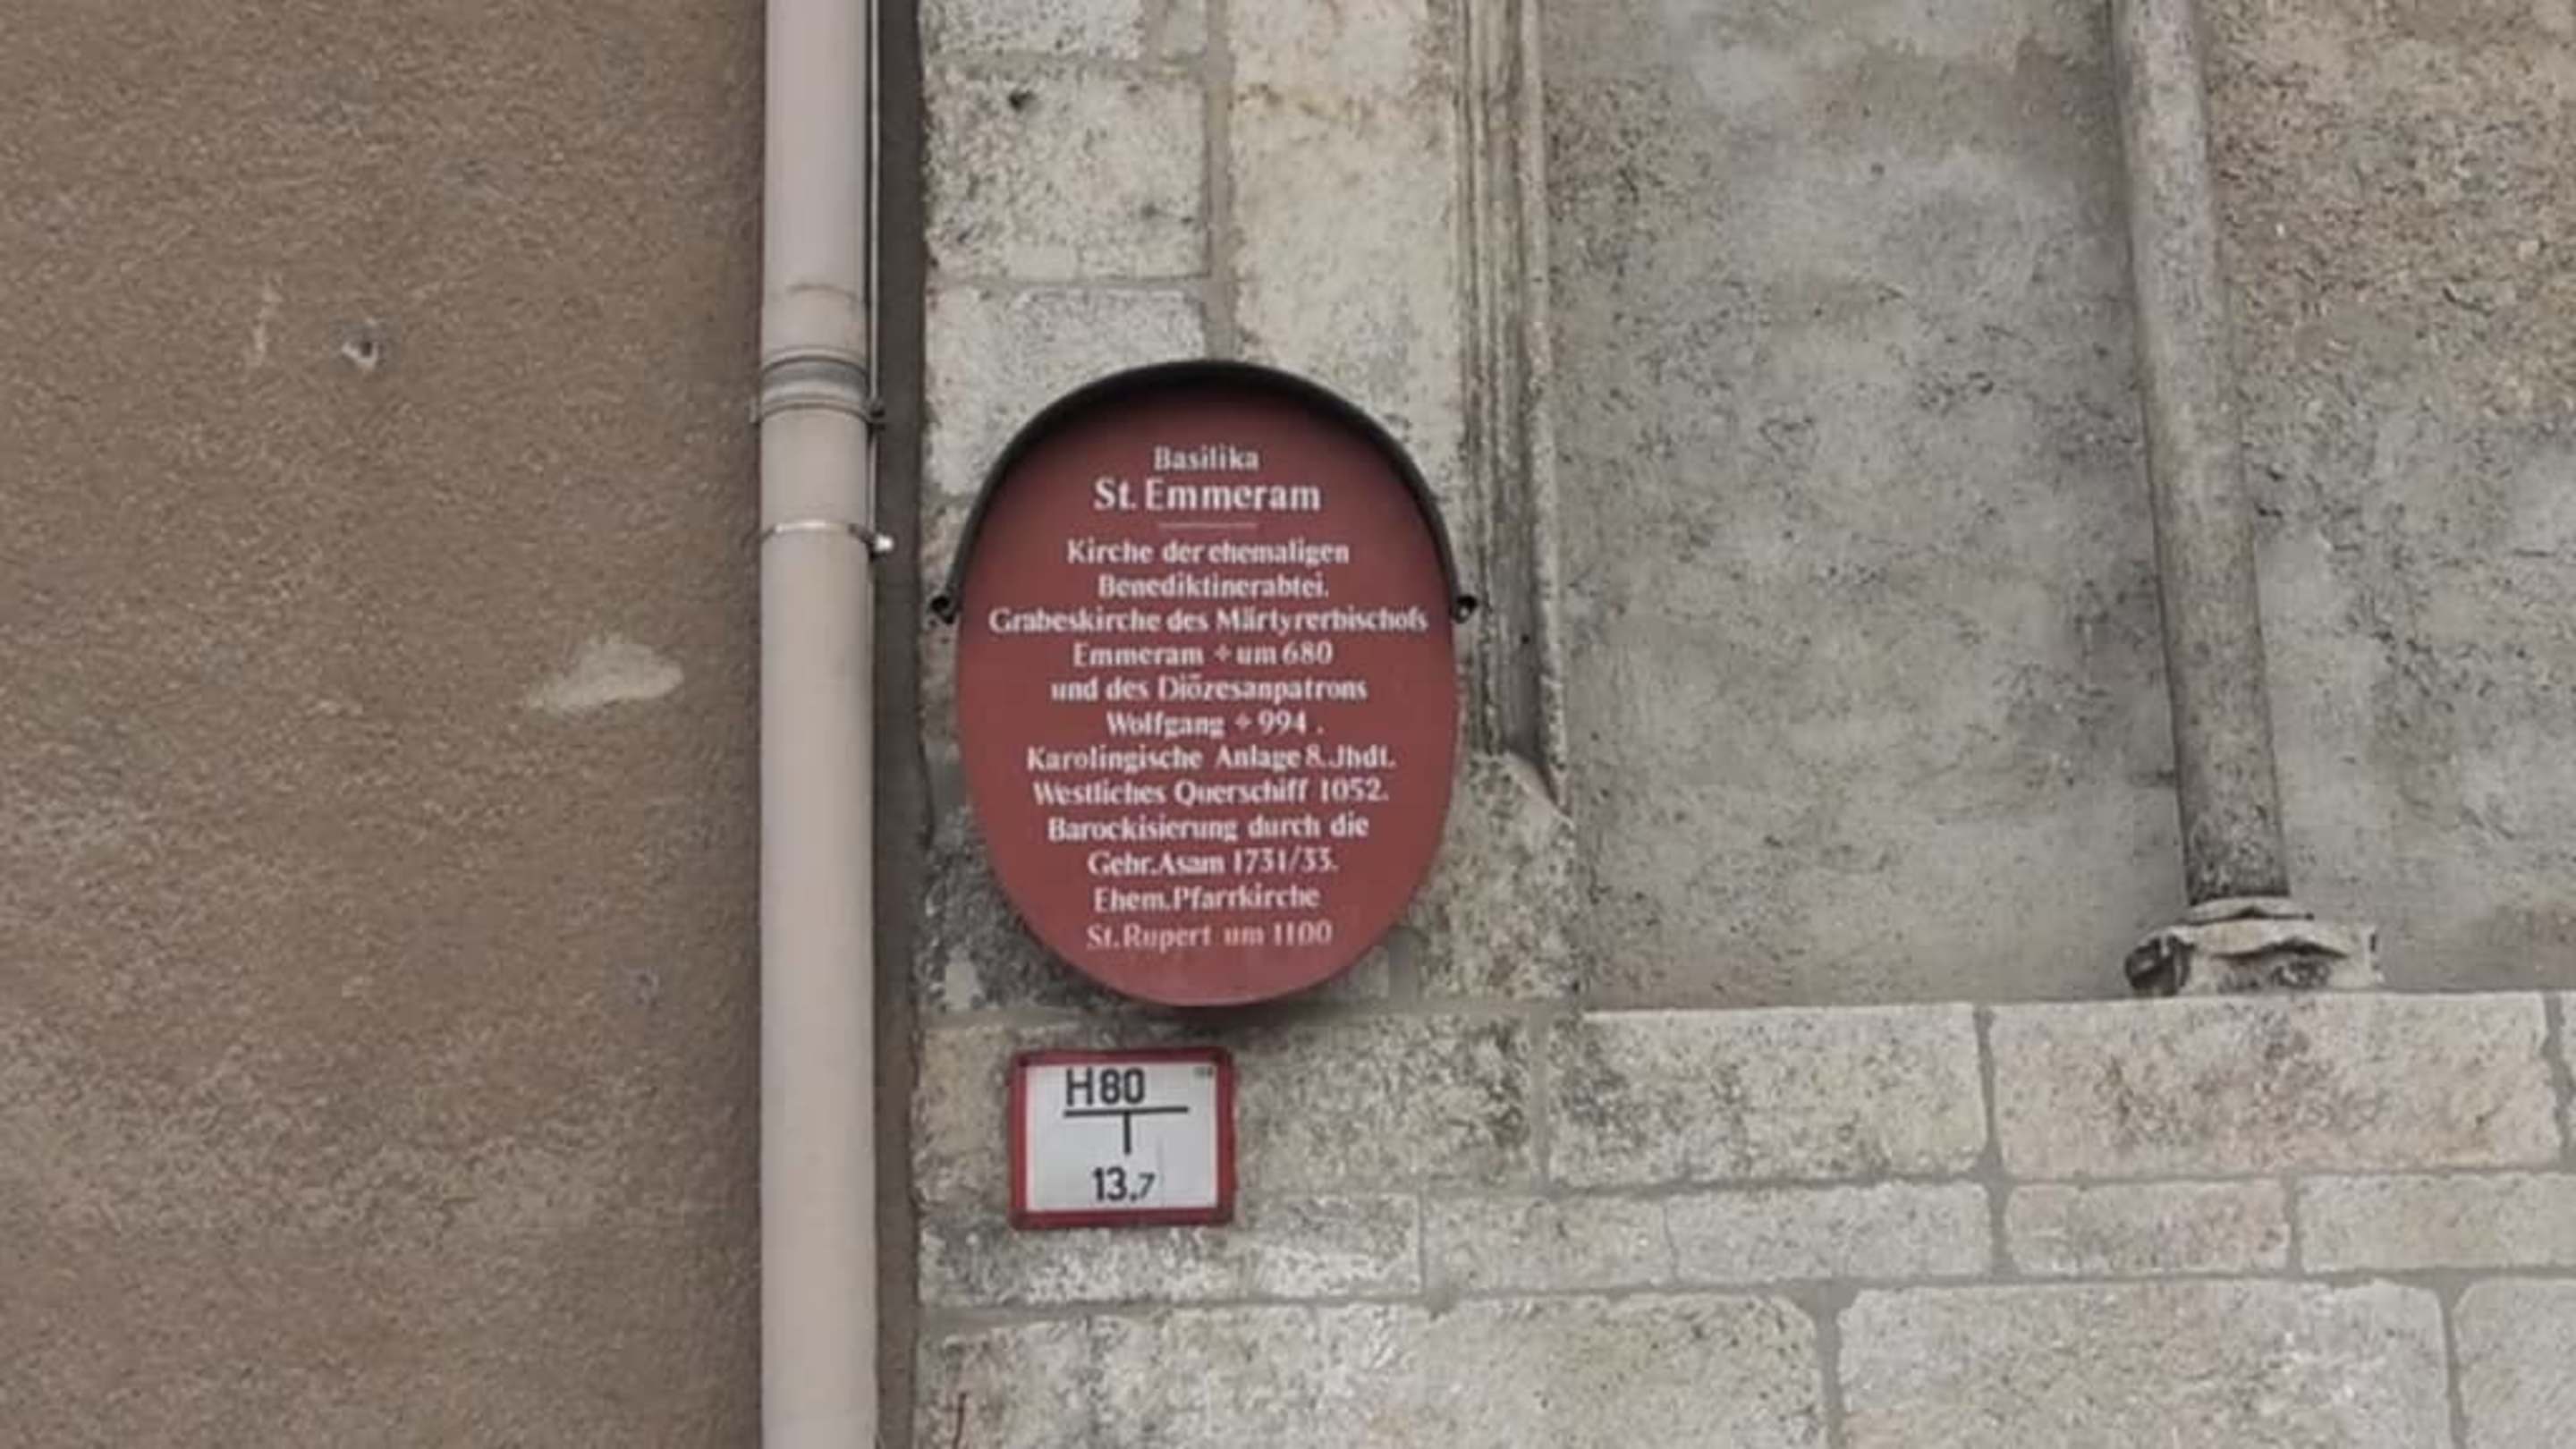 Basilika
St. Emmeram
Kirche der ehemaligen
Benediktinerabtei.
Grabeskirche des Märtyrerbischofs
Emmeram + um 680
und des Diözesanpatrons
Wolfgang + 994.
Karolingische Anlage 8. Jhdt.
Westliches Querschiff 1052.
Barockisierung durch die
Gebr. Asam 1731/33.
Ehem. Pfarrkirche
St. Rupert um 1100
H 80
13.7